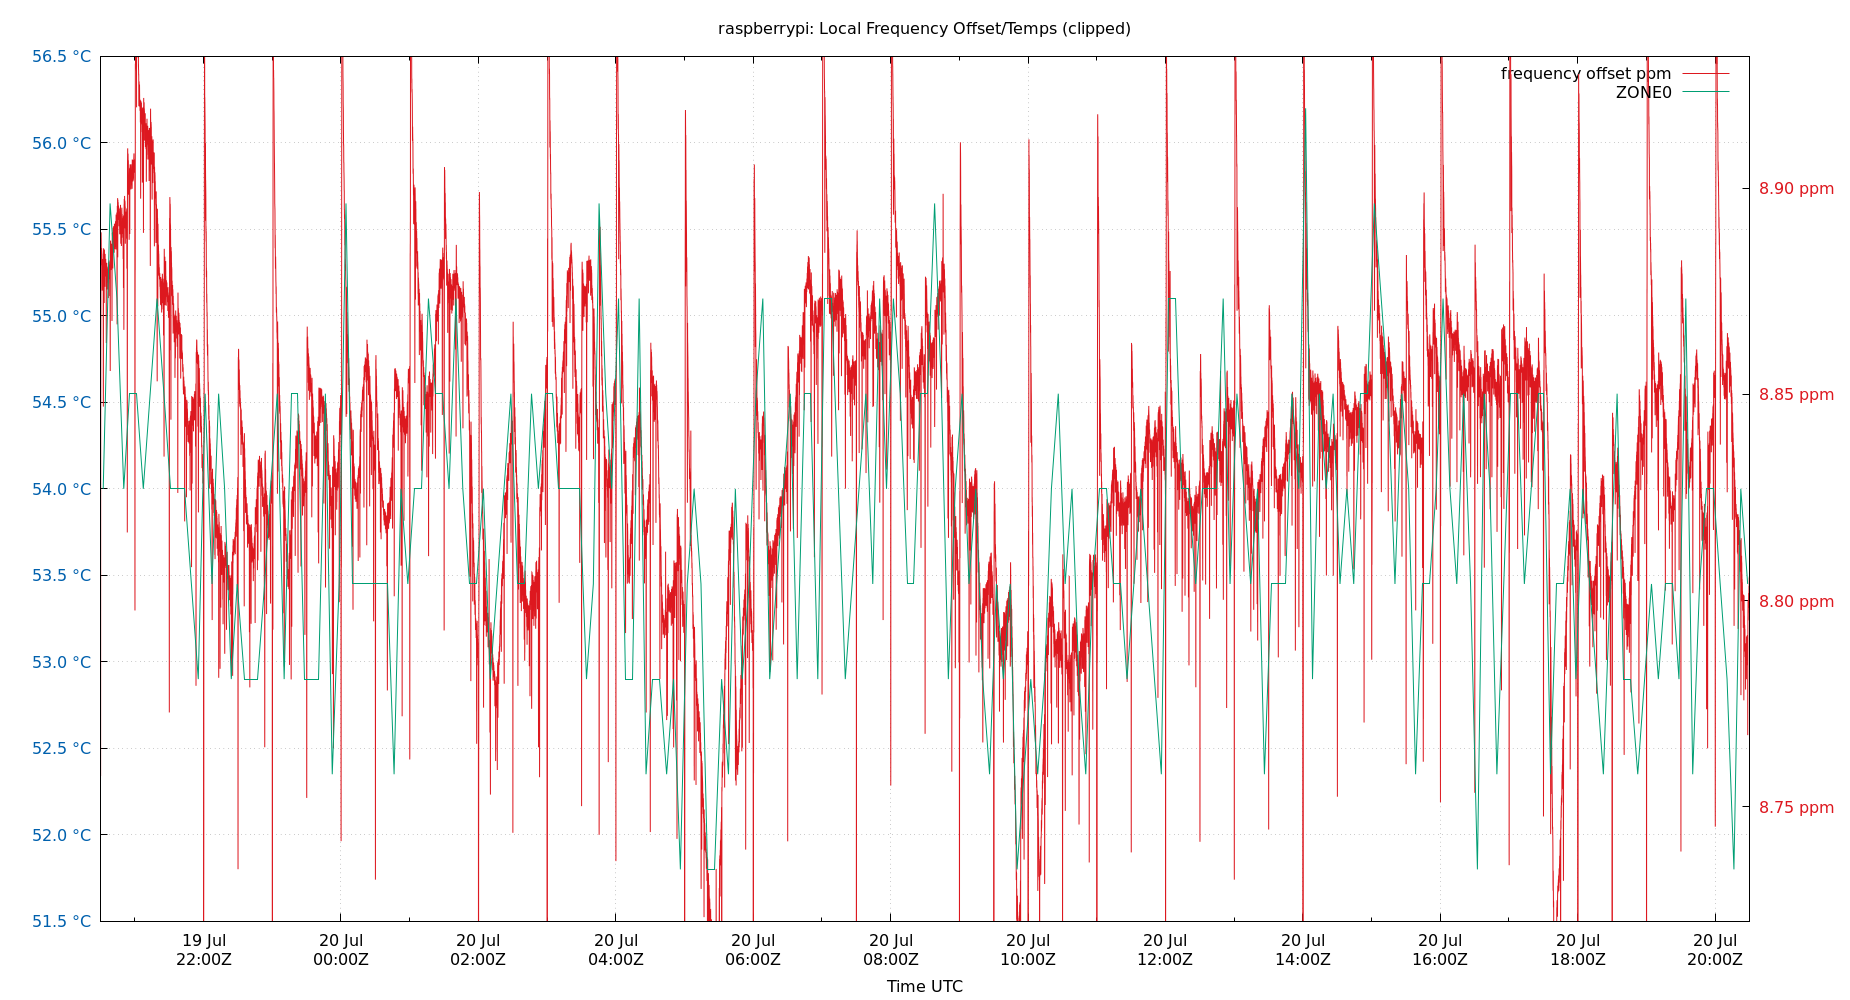 raspberrypi: Local Frequency Offset/Temps (clipped)
56.5 °C
56.0 °C
55.5 °C
55.0 °C
54.5 °C
54.0 °C
53.5 °C
53.0 °C
52.5 °C
52.0 °C
51.5 °C
frequency offset ppm
ZONE0
8.90 ppm
8.85 ppm
8.80 ppm
8.75 ppm
19 Jul 20 Jul 20 Jul 20 Jul 20 Jul 20 Jul 20 Jul 20 Jul 20 Jul 20 Jul 20 Jul 20 Jul
22:00Z 00:00Z 02:00Z 04:00Z 06:00Z 08:00Z 10:00Z 12:00Z 14:00Z 16:00Z 18:00Z 20:00Z
Time UTC